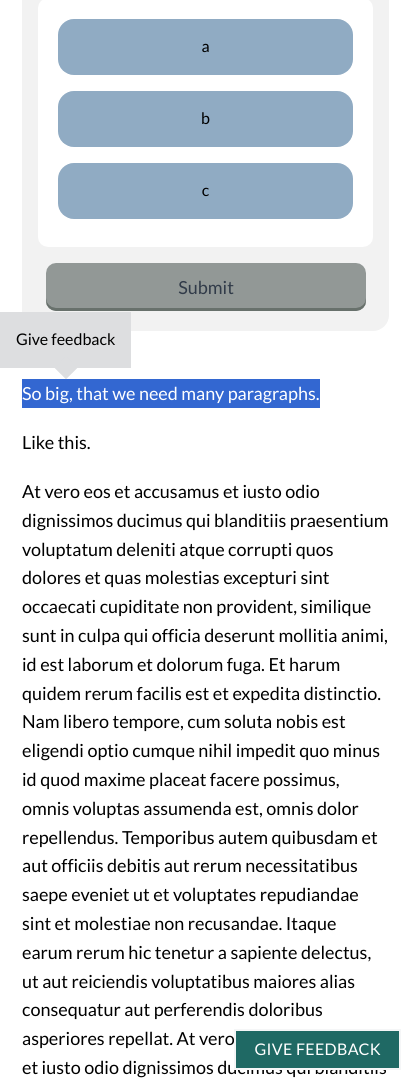 a
b
c
Submit
Give feedback
So big, that we need many paragraphs.
Like this.
At vero eos et accusamus et iusto odio
dignissimos ducimus qui blanditiis praesentium
voluptatum deleniti atque corrupti quos
dolores et quas molestias excepturi sint
occaecati cupiditate non provident, similique
sunt in culpa qui officia deserunt mollitia animi,
id est laborum et dolorum fuga. Et harum
quidem rerum facilis est et expedita distinctio.
Nam libero tempore, cum soluta nobis est
eligendi optio cumque nihil impedit quo minus
id quod maxime placeat facere possimus,
omnis voluptas assumenda est, omnis dolor
repellendus. Temporibus autem quibusdam et
aut officiis debitis aut rerum necessitatibus
saepe eveniet ut et voluptates repudiandae
sint et molestiae non recusandae. Itaque
earum rerum hic tenetur a sapiente delectus,
ut aut reiciendis voluptatibus maiores alias
consequatur aut perferendis doloribus
asperiores repellat. At vero
GIVE FEEDBACK
et iusto odio dignissimos ducimus qui blanditiis